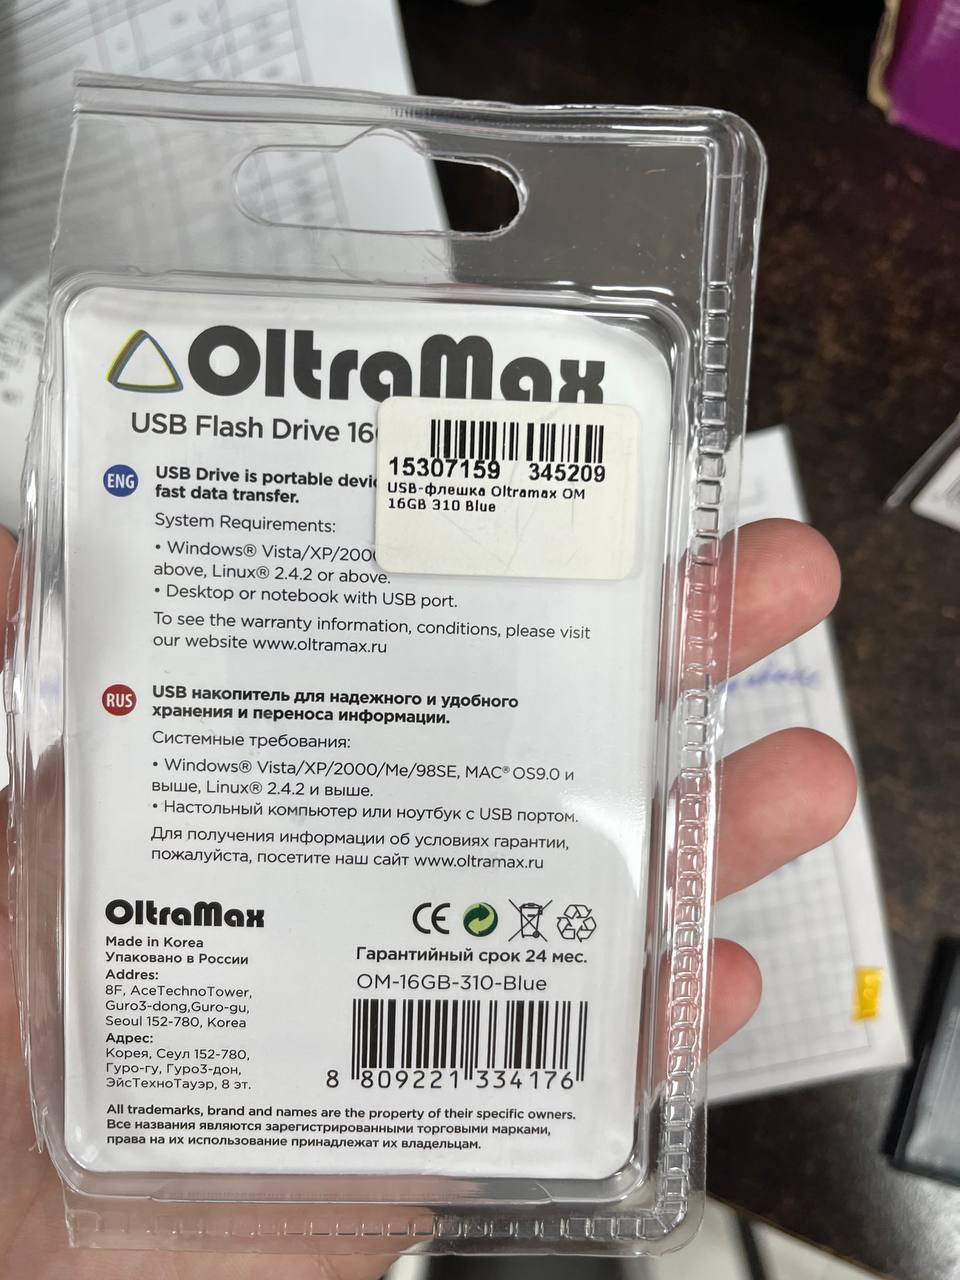 OltraMax
USB Flash Drive 16
15307159 345209
USB-флешка Oltramax OM
16GB 310 Blue
ENG
USB Drive is portable
fast data transfer.
System Requirements:
• Windows® Vista/XP/200
above, Linux® 2.4.2 or above.
• Desktop or notebook with USB port.
To see the warranty information, conditions, please visit
our website www.oltramax.ru
RUS
USB накопитель для надежного и удобного
хранения и переноса информации.
Системные требования:
• Windows® Vista/XP/2000/Me/98SE, MAC® OS9.0 и
выше, Linux® 2.4.2 и выше.
• Настольный компьютер или ноутбук с USB портом.
Для получения информации об условиях гарантии,
пожалуйста, посетите наш сайт www.oltramax.ru
OltraMax
CE
Made in Korea
Упаковано в России
Гарантийный срок 24 мес.
Addres:
8F, AceTechnoTower,
Guro3-dong,Guro-gu,
Seoul 152-780, Korea
Адрес:
Корея, Сеул 152-780,
Гуро-гу, Гуро3-дон,
ЭйсТехноТауэр, 8 эт.
OM-16GB-310-Blue
8 809221 334176
All trademarks, brand and names are the property of their specific owners.
Все названия являются зарегистрированными торговыми марками,
права на их использование принадлежат их владельцам.